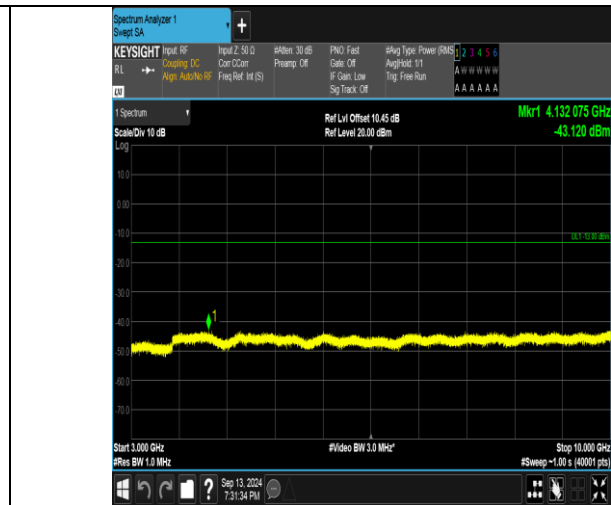 Spectrum Analyzer 1
Swept SA
+
KEYSIGHT
RL
LXI
Input: RF
Coupling: DC
Align: Auto/No RF
Input Z: 50 Ω
Corr CCorr
Freq Ref: Int (S)
#Atten: 30 dB
Preamp: Off
PNO: Fast
Gate: Off
IF Gain: Low
Sig Track: Off
#Avg Type: Power (RMS
Avg|Hold: 1/1
Trig: Free Run
1 2 3 4 5 6
A W W W W W
A A A A A A
1 Spectrum
Scale/Div 10 dB
Log
Ref Lvl Offset 10.45 dB
Ref Level 20.00 dBm
Mkr1 4.132 075 GHz
-43.120 dBm
10.0
0.00
-10.0
DL1 -13.00 dBm
-20.0
-30.0
-40.0
1
-50.0
-60.0
-70.0
Start 3.000 GHz
#Res BW 1.0 MHz
#Video BW 3.0 MHz*
Stop 10.000 GHz
#Sweep ~1.00 s (40001 pts)
?
Sep 13, 2024
7:31:34 PM